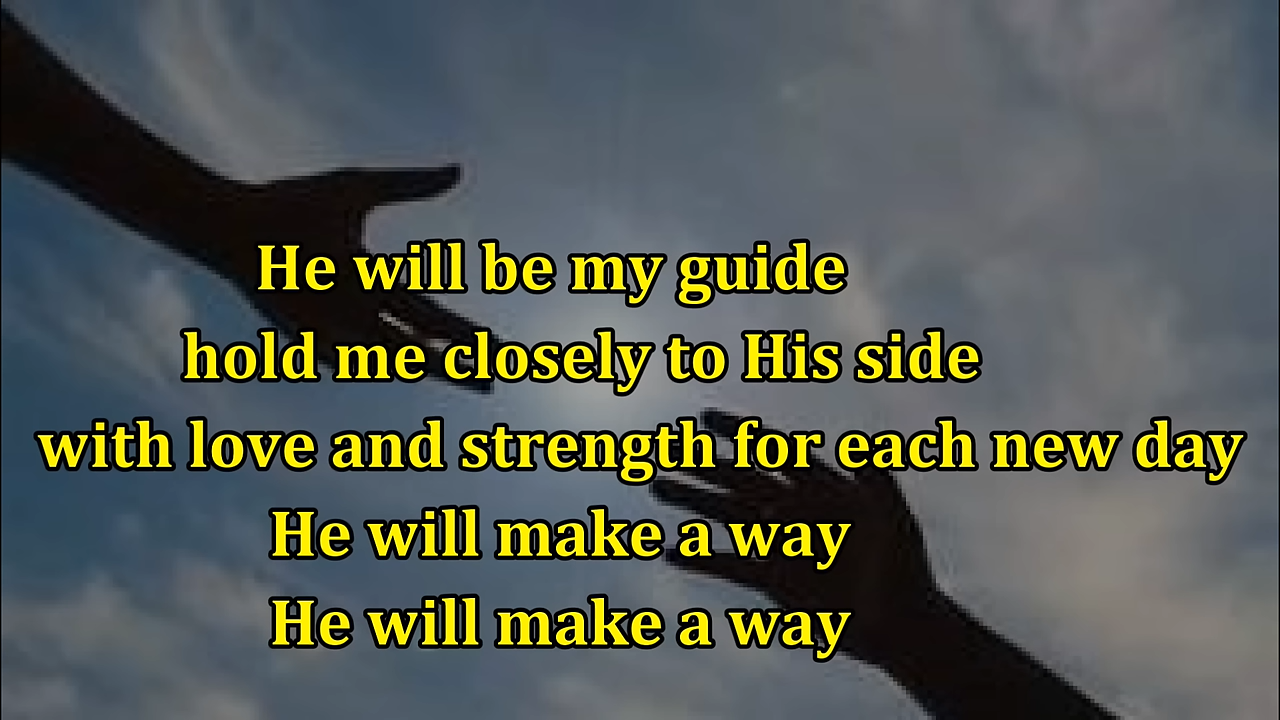 He will be my guide
hold me closely to His side
with love and strength for each new day
He will make a way
He will make a way